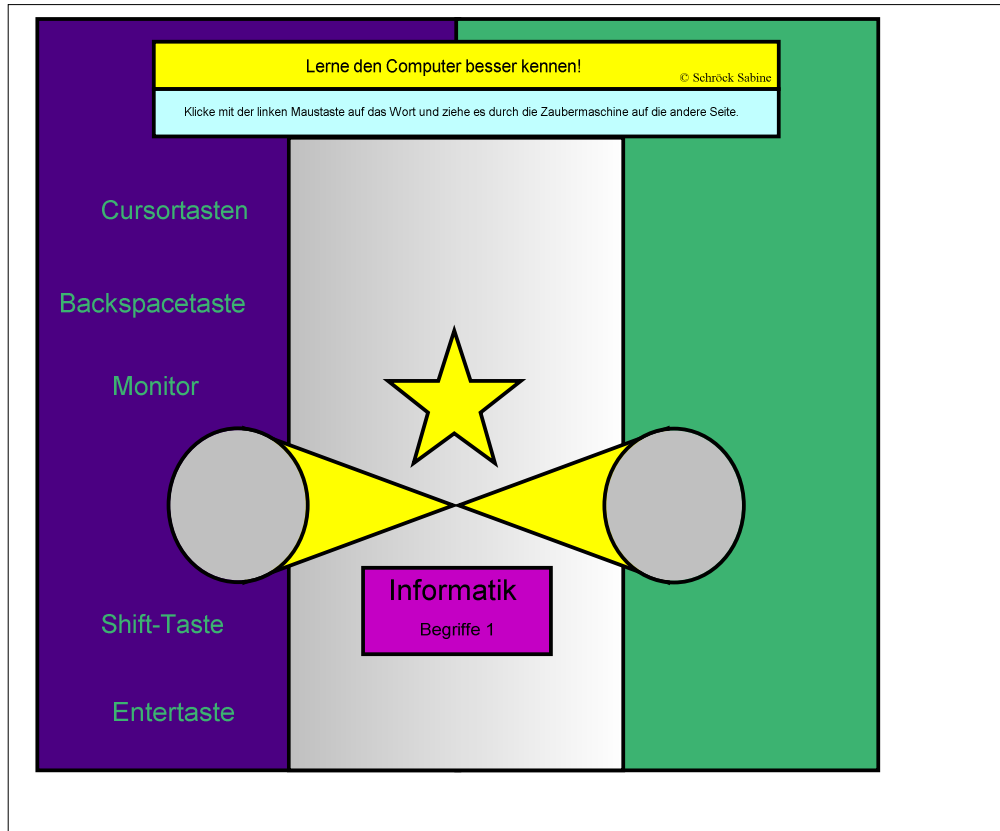 Lerne den Computer besser kennen!
© Schröck Sabine
Klicke mit der linken Maustaste auf das Wort und ziehe es durch die Zaubermaschine auf die andere Seite.
Cursortasten
Backspacetaste
Monitor
Informatik
Begriffe 1
Shift-Taste
Entertaste